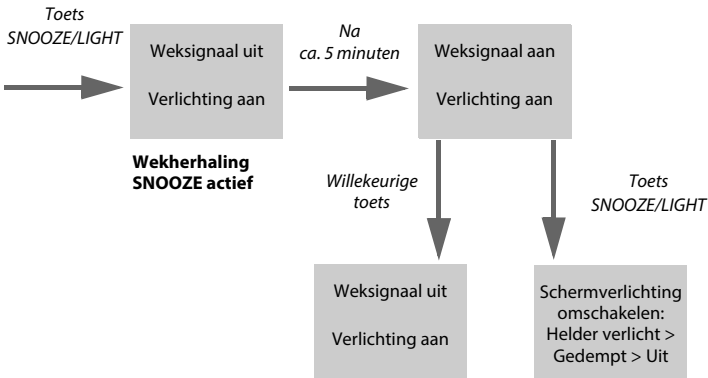 Toets
SNOOZE/LIGHT
Weksignaal uit
Verlichting aan
Na
ca. 5 minuten
Weksignaal aan
Verlichting aan
Wekherhaling
SNOOZE actief
Willekeurige
toets
Toets
SNOOZE/LIGHT
Weksignaal uit
Verlichting aan
Schermverlichting
omschakelen:
Helder verlicht >
Gedempt > Uit